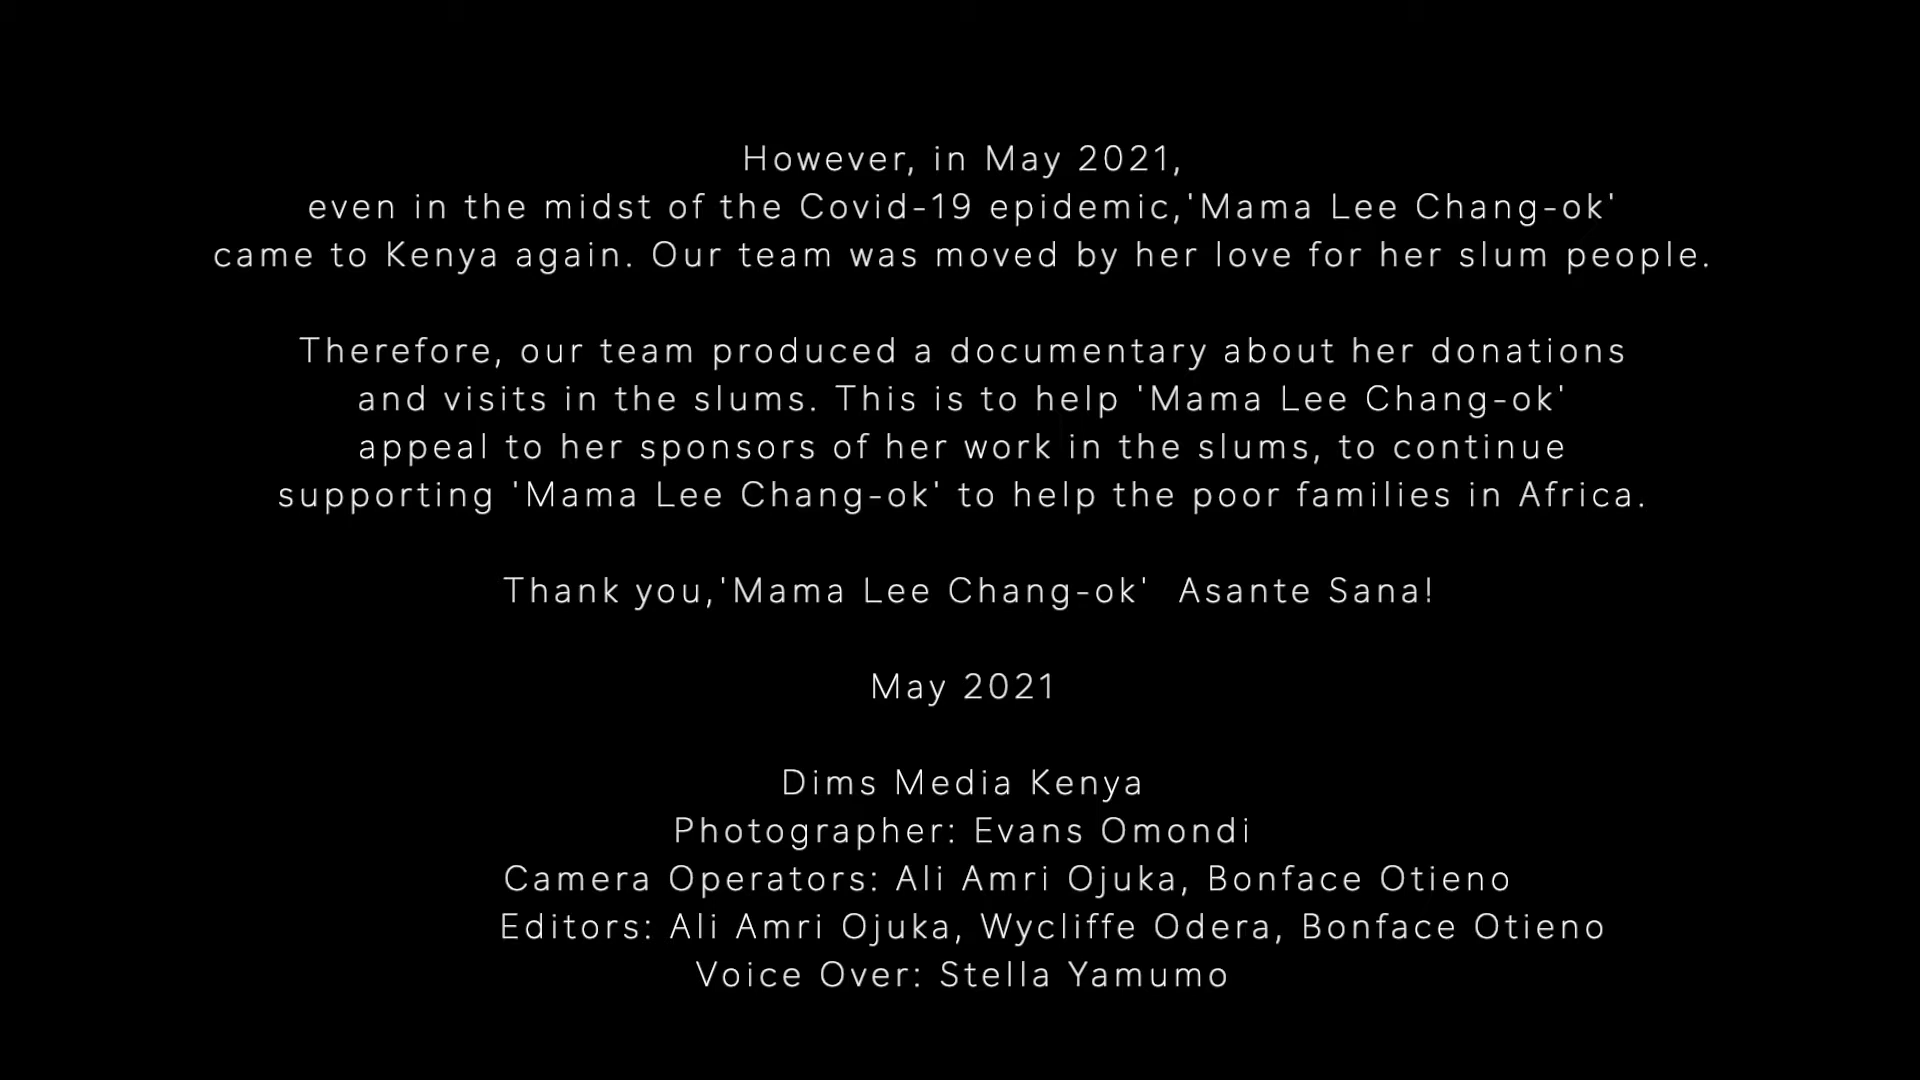 However, in May 2021,
even in the midst of the Covid-19 epidemic,'Mama Lee Chang-ok'
came to Kenya again. Our team was moved by her love for her slum people.
Therefore, our team produced a documentary about her donations
and visits in the slums. This is to help 'Mama Lee Chang-ok'
appeal to her sponsors of her work in the slums, to continue
supporting 'Mama Lee Chang-ok' to help the poor families in Africa.
Thank you,'Mama Lee Chang-ok'  Asante Sana!
May 2021
Dims Media Kenya
Photographer: Evans Omondi
Camera Operators: Ali Amri Ojuka, Bonface Otieno
Editors: Ali Amri Ojuka, Wycliffe Odera, Bonface Otieno
Voice Over: Stella Yamumo